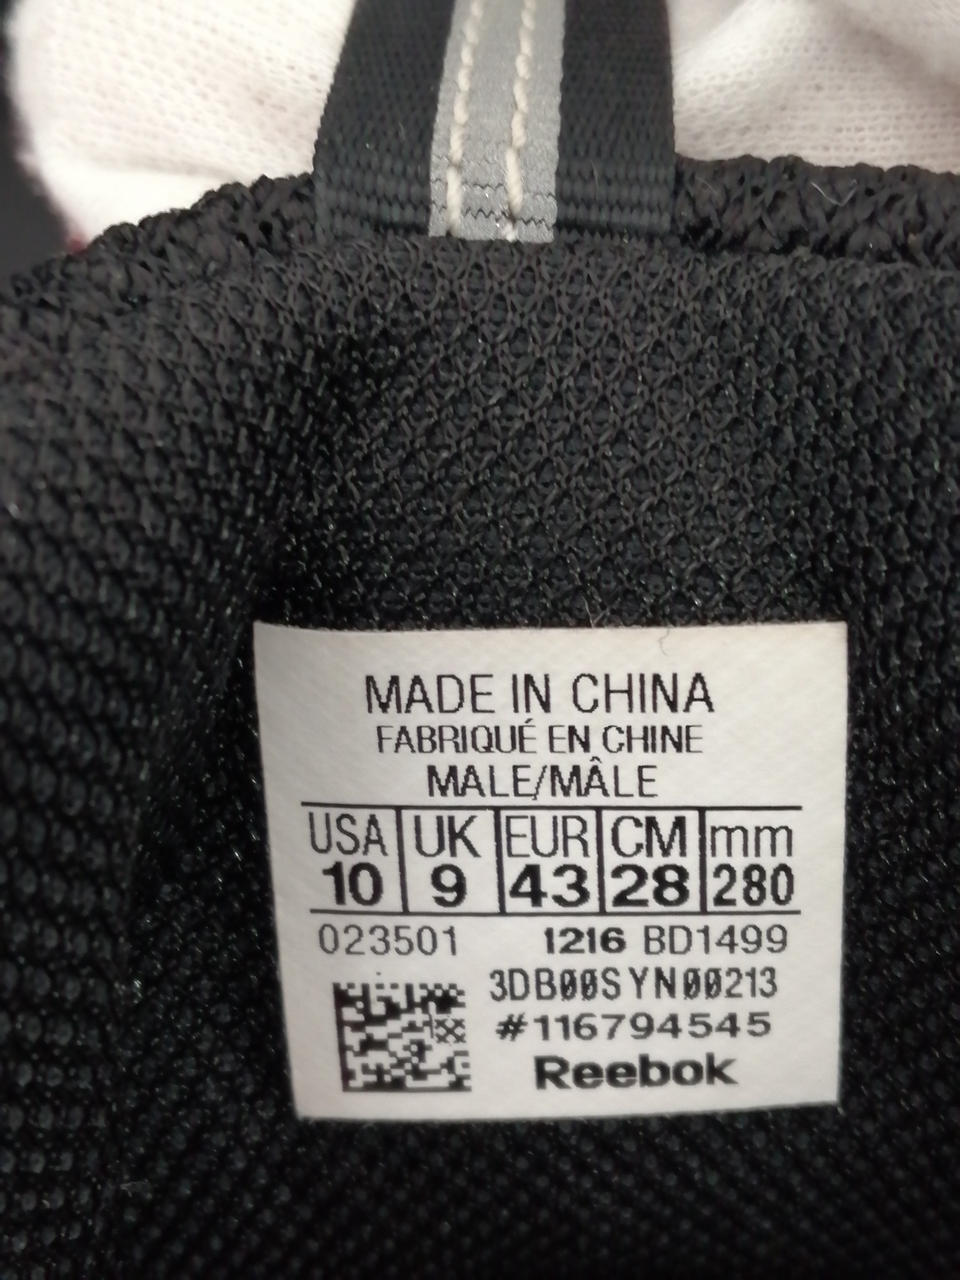 MADE IN CHINA
FABRIQUÉ EN CHINE
MALE/MÂLE
USA UK EUR CM mm
10 9 43 28 280
023501 1216 BD1499
3DB00SYN00213
#116794545
Reebok